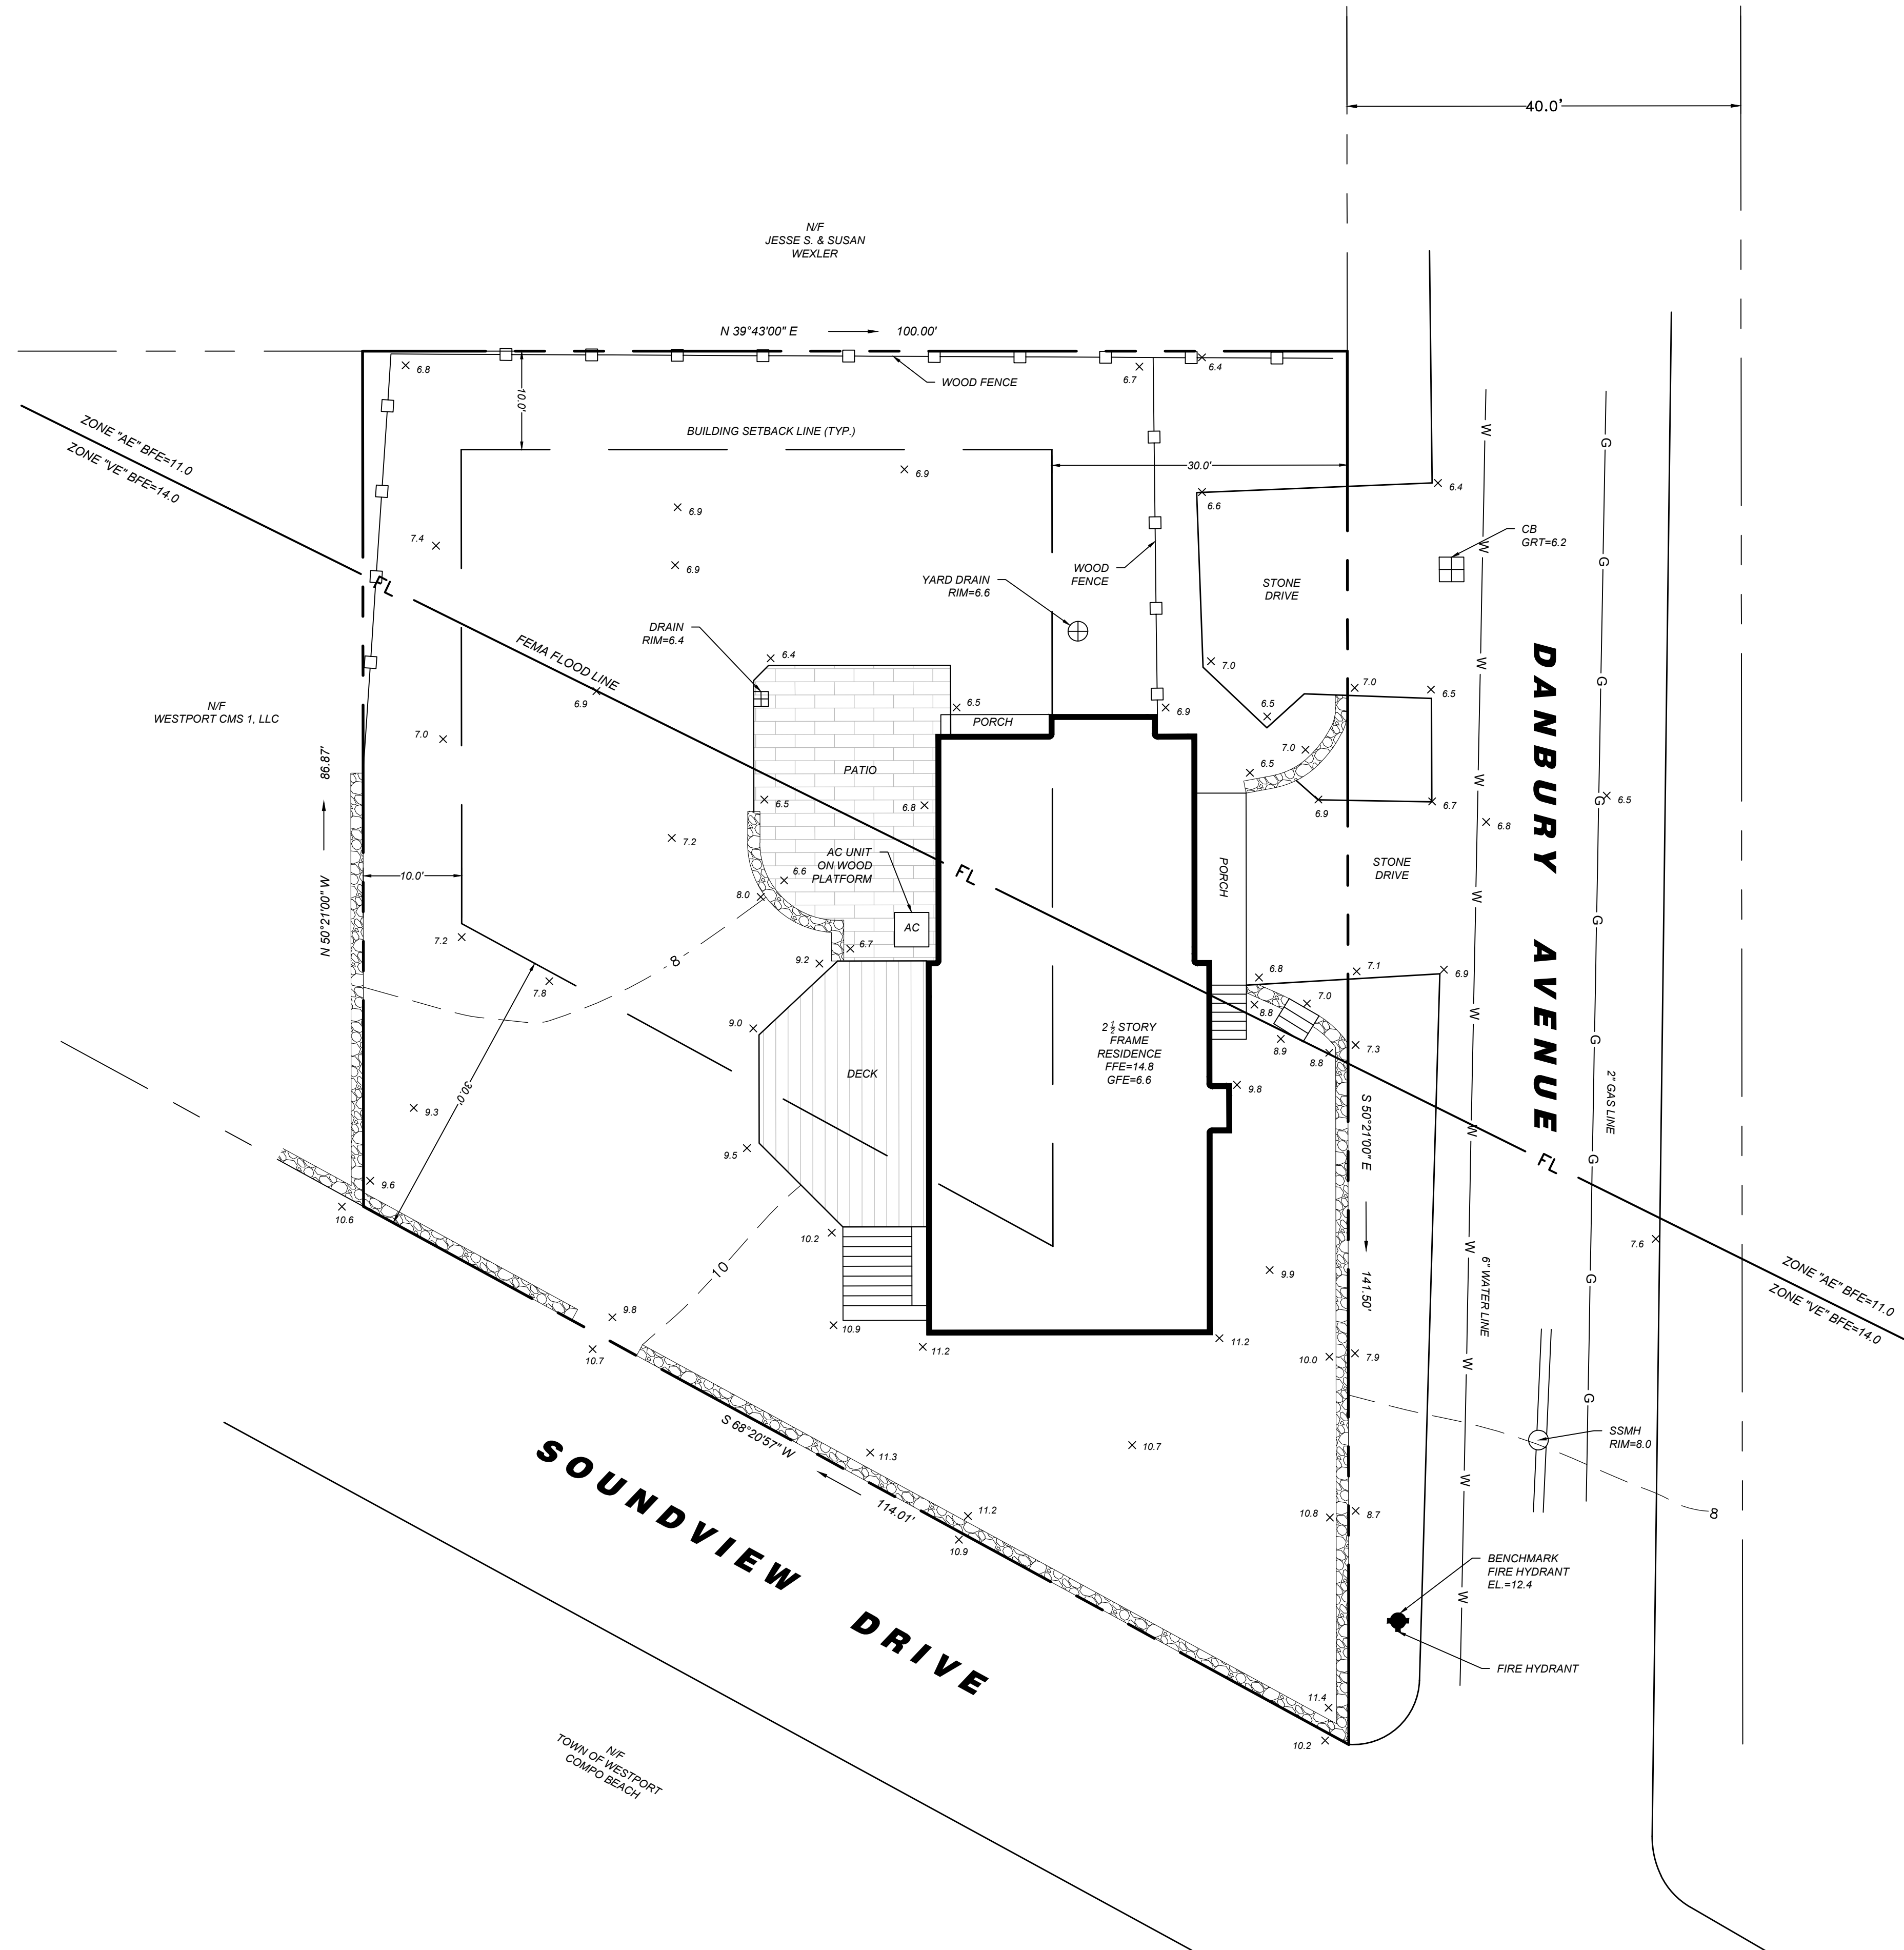 40.0'
N/F
JESSE S. & SUSAN
WEXLER
N 39°43'00" E
100.00'
WOOD FENCE
6.8
6.7
6.4
10.0'
BUILDING SETBACK LINE (TYP.)
30.0'
ZONE "AE" BFE=11.0
ZONE "VE" BFE=14.0
6.9
6.9
6.9
7.4
6.6
6.4
CB
GRT=6.2
WOOD
FENCE
STONE
DRIVE
YARD DRAIN
RIM=6.6
DRAIN
RIM=6.4
FL
FEMA FLOOD LINE
6.9
6.4
6.5
6.9
7.0
6.5
7.0
6.5
N/F
WESTPORT CMS 1, LLC
N 50°21'00" W
86.87'
7.0
PORCH
PATIO
7.0
6.5
6.9
6.7
6.8
6.5
6.5
6.8
7.2
AC UNIT
ON WOOD
PLATFORM
6.6
8.0
AC
FL
PORCH
STONE
DRIVE
10.0'
7.2
7.8
8
6.7
9.2
9.0
6.8
7.1
6.9
7.0
8.8
8.9
8.8
7.3
2 1/2 STORY
FRAME
RESIDENCE
FFE=14.8
GFE=6.6
DECK
30.0'
9.3
9.5
9.8
9.6
10.6
10.2
10
9.8
10.7
10.9
11.2
11.2
9.9
10.0
7.9
S 50°21'00" E
141.50'
DANBURY AVENUE
2" GAS LINE
6" WATER LINE
W
W
W
W
W
W
W
W
W
W
W
G
G
G
G
G
G
G
G
G
FL
7.6
ZONE "AE" BFE=11.0
ZONE "VE" BFE=14.0
SSMH
RIM=8.0
8
S 68°20'57" W
114.01'
11.3
10.7
11.2
10.9
10.8
8.7
SOUNDVIEW DRIVE
BENCHMARK
FIRE HYDRANT
EL.=12.4
FIRE HYDRANT
11.4
10.2
N/F
TOWN OF WESTPORT
COMPO BEACH